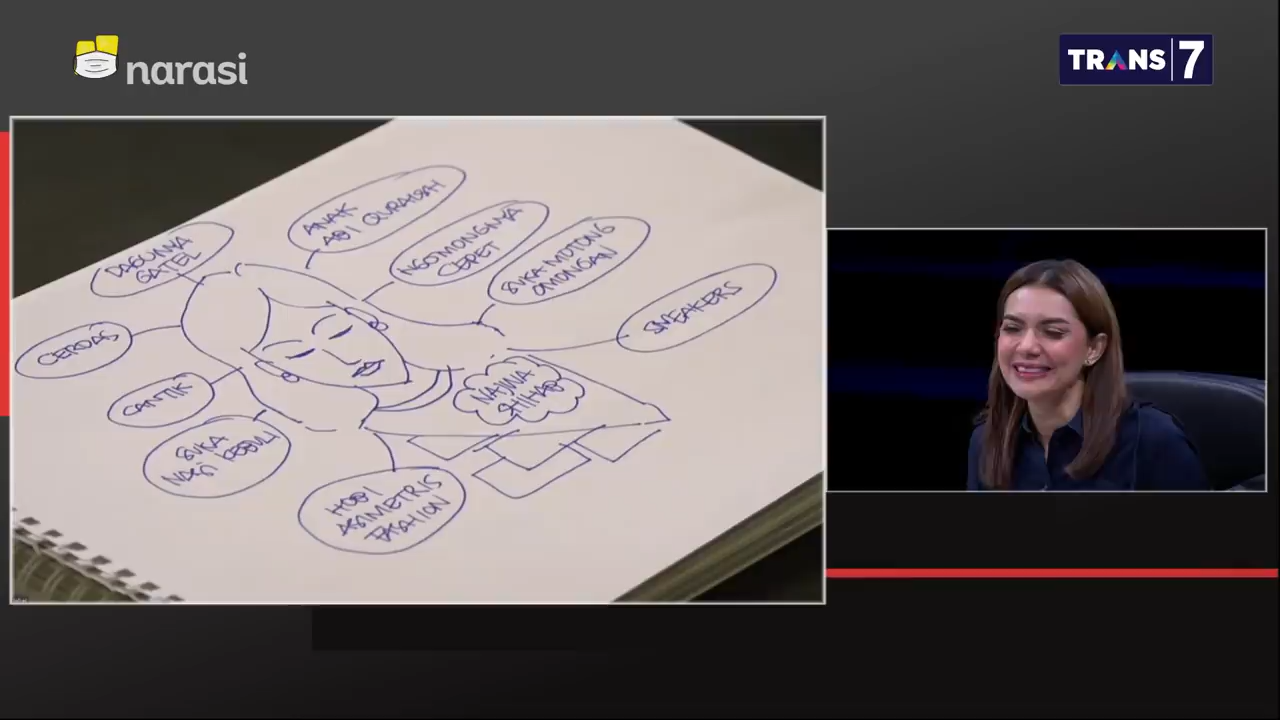 narasi
TRANS 7
ANAK
ABI QURAISH
DAGUNYA
GATEL
NGOMONGNYA
CEPET
SUKA MOTONG
OMONGAN
SNEAKERS
CERDAS
CANTIK
NAJWA
SHIHAB
SUKA
NASI KEBULI
HOBI
ASIMETRIS
FASHION